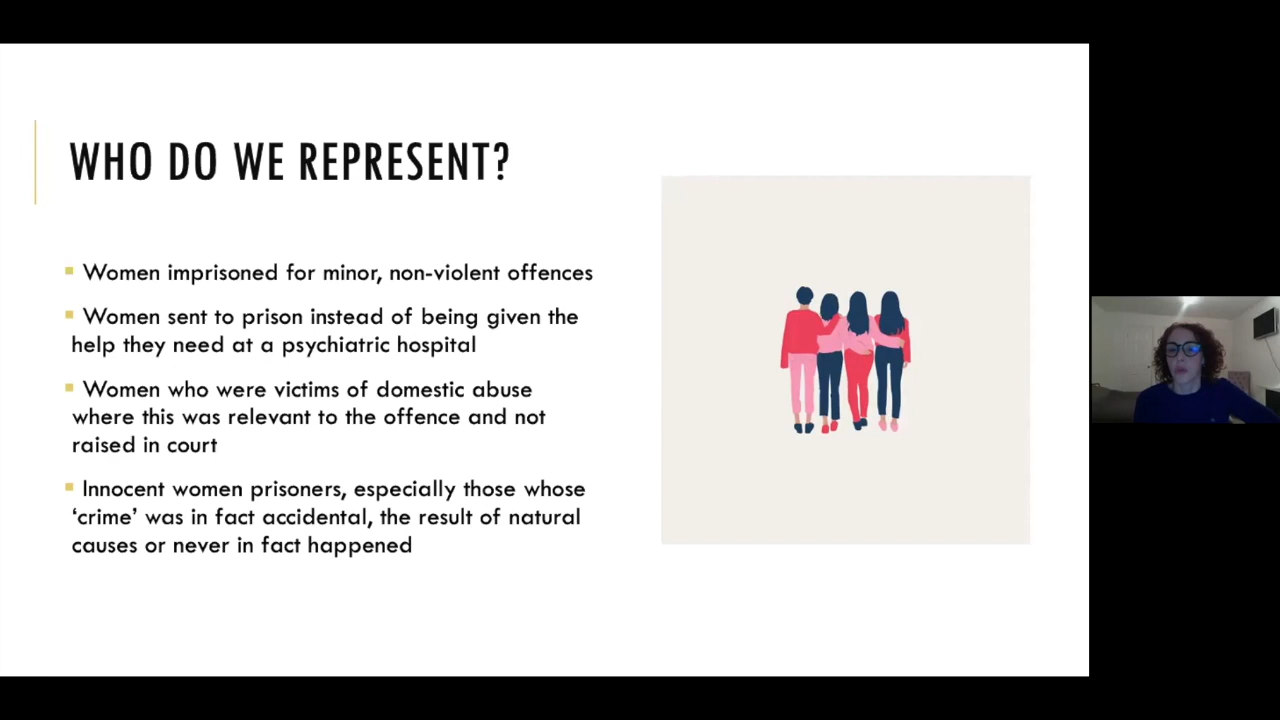 WHO DO WE REPRESENT?
Women imprisoned for minor, non-violent offences
Women sent to prison instead of being given the
help they need at a psychiatric hospital
Women who were victims of domestic abuse
where this was relevant to the offence and not
raised in court
Innocent women prisoners, especially those whose
‘crime’ was in fact accidental, the result of natural
causes or never in fact happened